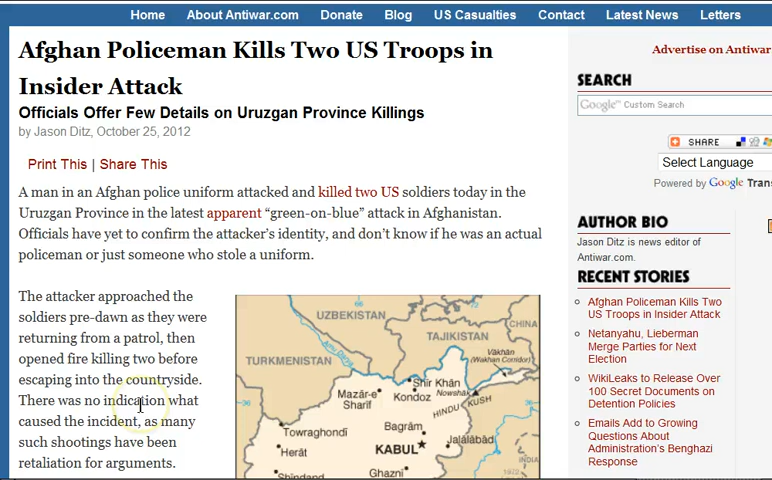 Home About Antiwar.com Donate Blog US Casualties Contact Latest News Letters
Afghan Policeman Kills Two US Troops in
Insider Attack
Officials Offer Few Details on Uruzgan Province Killings
by Jason Ditz, October 25, 2012
Print This | Share This
A man in an Afghan police uniform attacked and killed two US soldiers today in the
Uruzgan Province in the latest apparent “green-on-blue” attack in Afghanistan.
Officials have yet to confirm the attacker’s identity, and don’t know if he was an actual
policeman or just someone who stole a uniform.
The attacker approached the
soldiers pre-dawn as they were
returning from a patrol, then
opened fire killing two before
escaping into the countryside.
There was no indication what
caused the incident, as many
such shootings have been
retaliation for arguments.
UZBEKISTAN
TAJIKISTAN
CHINA
TURKMENISTAN
Amu Darya
Vākhān
(Wakhan Corridor)
Shīr Khān
Mazār-e
Sharīf
Kondoz
Nowshāk
HINDU KUSH
Towraghondī
Bagrām
Herāt
KABUL
Jalālābād
Ghaznī
Shīndand
INDIA
1972
Advertise on Antiwar
SEARCH
Google Custom Search
SHARE
Select Language
Powered by Google Trans
AUTHOR BIO
Jason Ditz is news editor of
Antiwar.com.
RECENT STORIES
Afghan Policeman Kills Two
US Troops in Insider Attack
Netanyahu, Lieberman
Merge Parties for Next
Election
WikiLeaks to Release Over
100 Secret Documents on
Detention Policies
Emails Add to Growing
Questions About
Administration’s Benghazi
Response